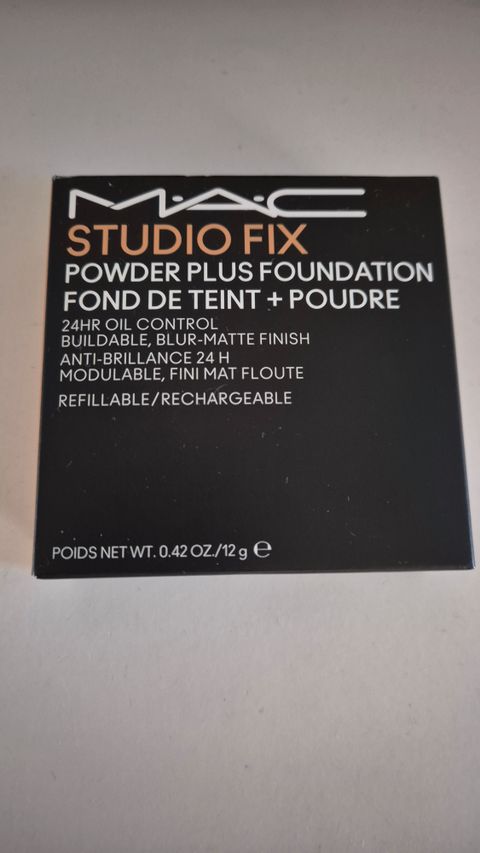 M·A·C
STUDIO FIX
POWDER PLUS FOUNDATION
FOND DE TEINT + POUDRE
24HR OIL CONTROL
BUILDABLE, BLUR-MATTE FINISH
ANTI-BRILLANCE 24 H
MODULABLE, FINI MAT FLOUTE
REFILLABLE/RECHARGEABLE
POIDS NET WT. 0.42 OZ./12 g ℮